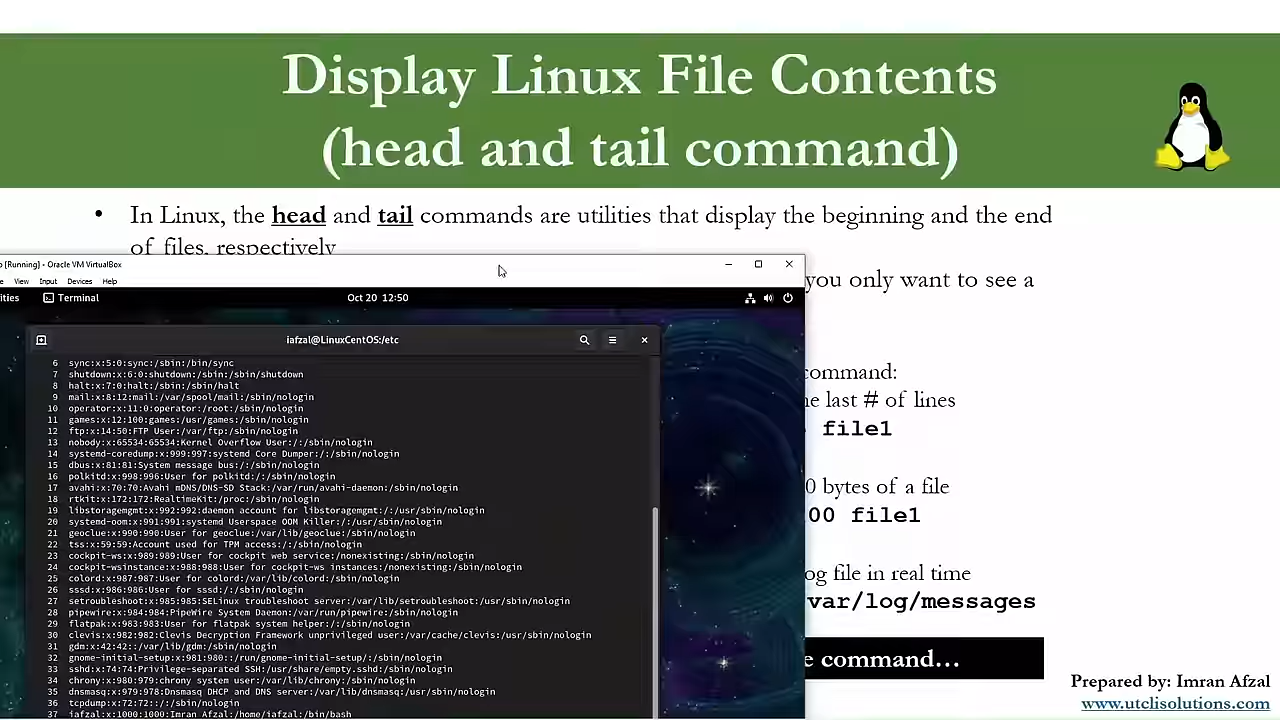 Display Linux File Contents
(head and tail command)
• In Linux, the head and tail commands are utilities that display the beginning and the end
of files, respectively
[Running] - Oracle VM VirtualBox
View Input Devices Help
you only want to see a
Terminal
Oct 20 12:50
iafzal@LinuxCentOS:/etc
6 sync:x:5:0:sync:/sbin:/bin/sync
7 shutdown:x:6:0:shutdown:/sbin:/sbin/shutdown
8 halt:x:7:0:halt:/sbin:/sbin/halt
9 mail:x:8:12:mail:/var/spool/mail:/sbin/nologin
10 operator:x:11:0:operator:/root:/sbin/nologin
11 games:x:12:100:games:/usr/games:/sbin/nologin
12 ftp:x:14:50:FTP User:/var/ftp:/sbin/nologin
13 nobody:x:65534:65534:Kernel Overflow User:/:/sbin/nologin
14 systemd-coredump:x:999:997:systemd Core Dumper:/:/sbin/nologin
15 dbus:x:81:81:System message bus:/:/sbin/nologin
16 polkitd:x:998:996:User for polkitd:/:/sbin/nologin
17 avahi:x:70:70:Avahi mDNS/DNS-SD Stack:/var/run/avahi-daemon:/sbin/nologin
18 rtkit:x:172:172:RealtimeKit:/proc:/sbin/nologin
19 libstoragemgmt:x:992:992:daemon account for libstoragemgmt:/:/sbin/nologin
20 systemd-oom:x:991:991:systemd Userspace OOM Killer:/:/sbin/nologin
21 geoclue:x:990:990:User for geoclue:/var/lib/geoclue:/sbin/nologin
22 tss:x:59:59:Account used for TPM access:/:/sbin/nologin
23 cockpit-ws:x:989:989:User for cockpit web service:/nonexisting:/sbin/nologin
24 cockpit-wsinstance:x:988:988:User for cockpit-ws instances:/nonexisting:/sbin/nologin
25 colord:x:987:987:User for colord:/var/lib/colord:/sbin/nologin
26 sssd:x:986:986:User for sssd:/:/sbin/nologin
27 setroubleshoot:x:985:985:SELinux troubleshoot server:/var/lib/setroubleshoot:/usr/sbin/nologin
28 pipewire:x:984:984:PipeWire System Daemon:/var/run/pipewire:/sbin/nologin
29 flatpak:x:983:983:User for flatpak system helper:/:/sbin/nologin
30 clevis:x:982:982:Clevis Decryption Framework unprivileged user:/var/cache/clevis:/usr/sbin/nologin
31 gdm:x:42:42::/var/lib/gdm:/sbin/nologin
32 gnome-initial-setup:x:981:980::/run/gnome-initial-setup/:/sbin/nologin
33 sshd:x:74:74:Privilege-separated SSH:/usr/share/empty.sshd:/sbin/nologin
34 chrony:x:980:979:chrony system user:/var/lib/chrony:/sbin/nologin
35 dnsmasq:x:979:978:Dnsmasq DHCP and DNS server:/var/lib/dnsmasq:/usr/sbin/nologin
36 tcpdump:x:72:72::/:/sbin/nologin
37 iafzal:x:1000:1000:Imran Afzal:/home/iafzal:/bin/bash
command:
last # of lines
file1
0 bytes of a file
00 file1
file in real time
var/log/messages
command…
Prepared by: Imran Afzal
www.utclisolutions.com